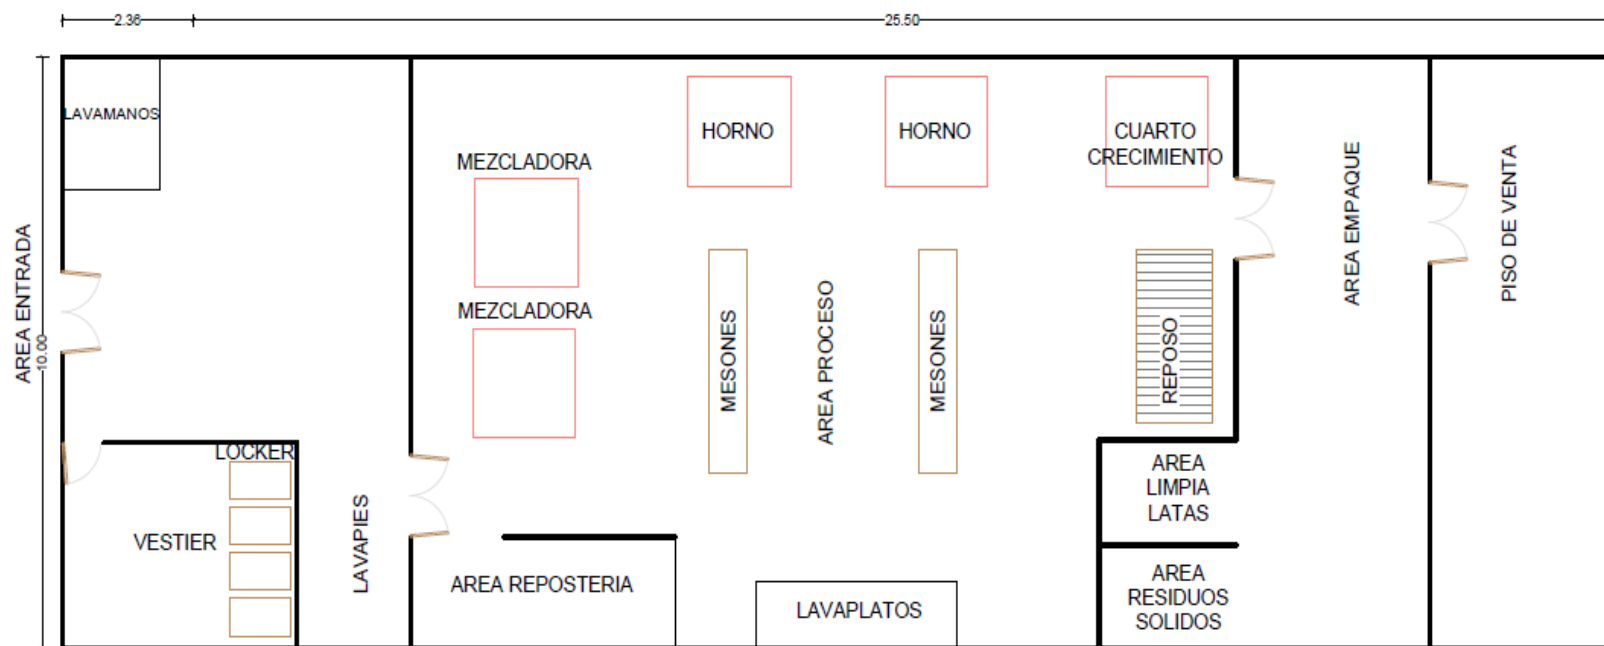 2.36
25.50
LAVAMANOS
HORNO
HORNO
CUARTO
CRECIMIENTO
MEZCLADORA
AREA EMPAQUE
PISO DE VENTA
AREA ENTRADA
10.00
MEZCLADORA
MESONES
AREA PROCESO
MESONES
REPOSO
LOCKER
VESTIER
LAVAPIES
AREA
LIMPIA
LATAS
AREA REPOSTERIA
LAVAPLATOS
AREA
RESIDUOS
SOLIDOS